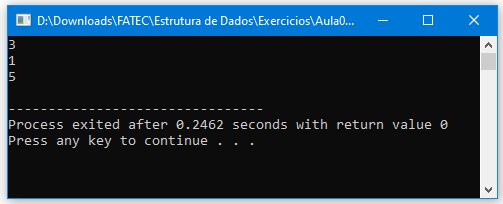 D:\Downloads\FATEC\Estrutura de Dados\Exercicios\Aula0...
3
1
5
--------------------------------
Process exited after 0.2462 seconds with return value 0
Press any key to continue . . .